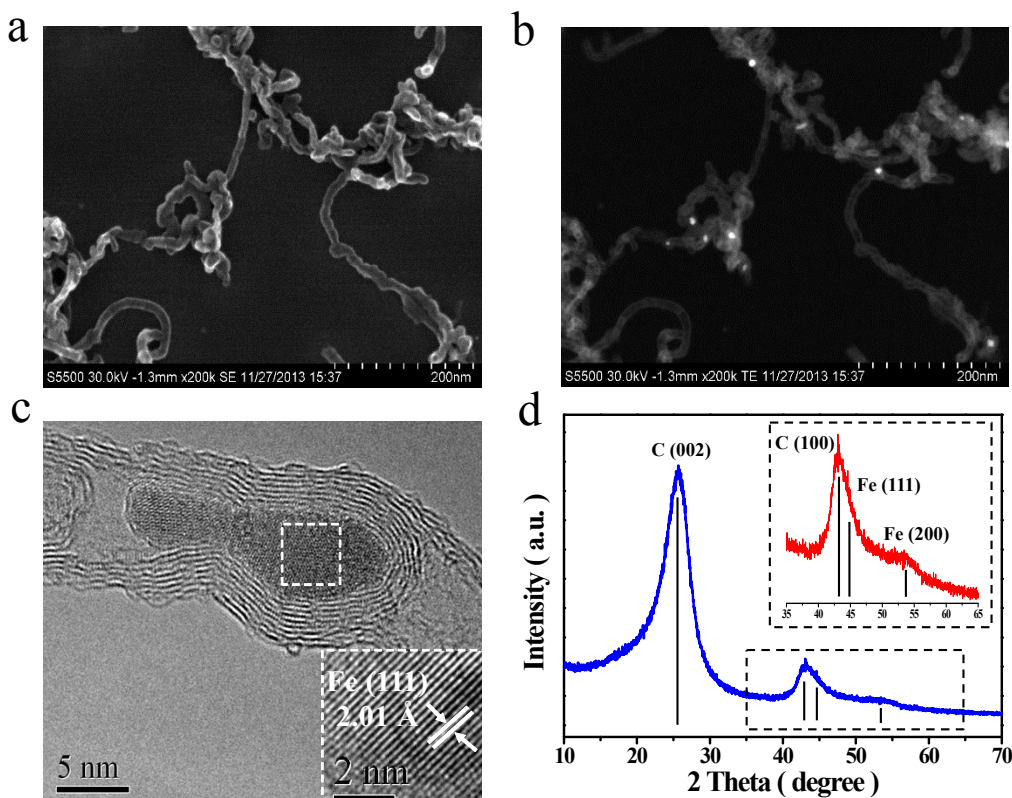 a
b
S5500 30.0kV -1.3mm x200k SE 11/27/2013 15:37
200nm
S5500 30.0kV -1.3mm x200k TE 11/27/2013 15:37
200nm
c
Fe (111)
2.01 Å
5 nm
2 nm
d
C (002)
C (100)
Fe (111)
Fe (200)
35 40 45 50 55 60 65
Intensity ( a.u. )
10 20 30 40 50 60 70
2 Theta ( degree )